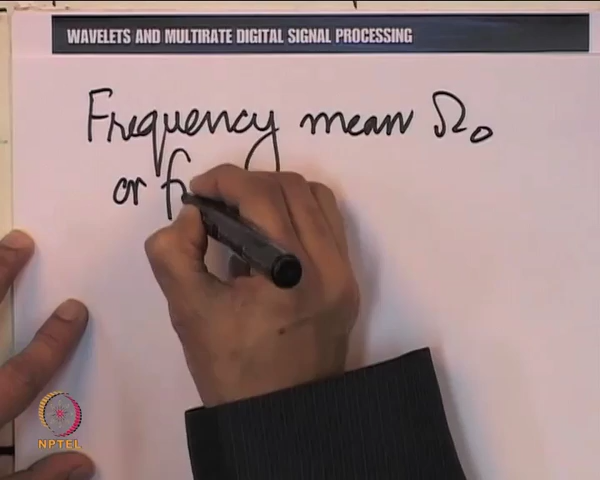 WAVELETS AND MULTIRATE DIGITAL SIGNAL PROCESSING
Frequency mean Ω₀
or f
NPTEL